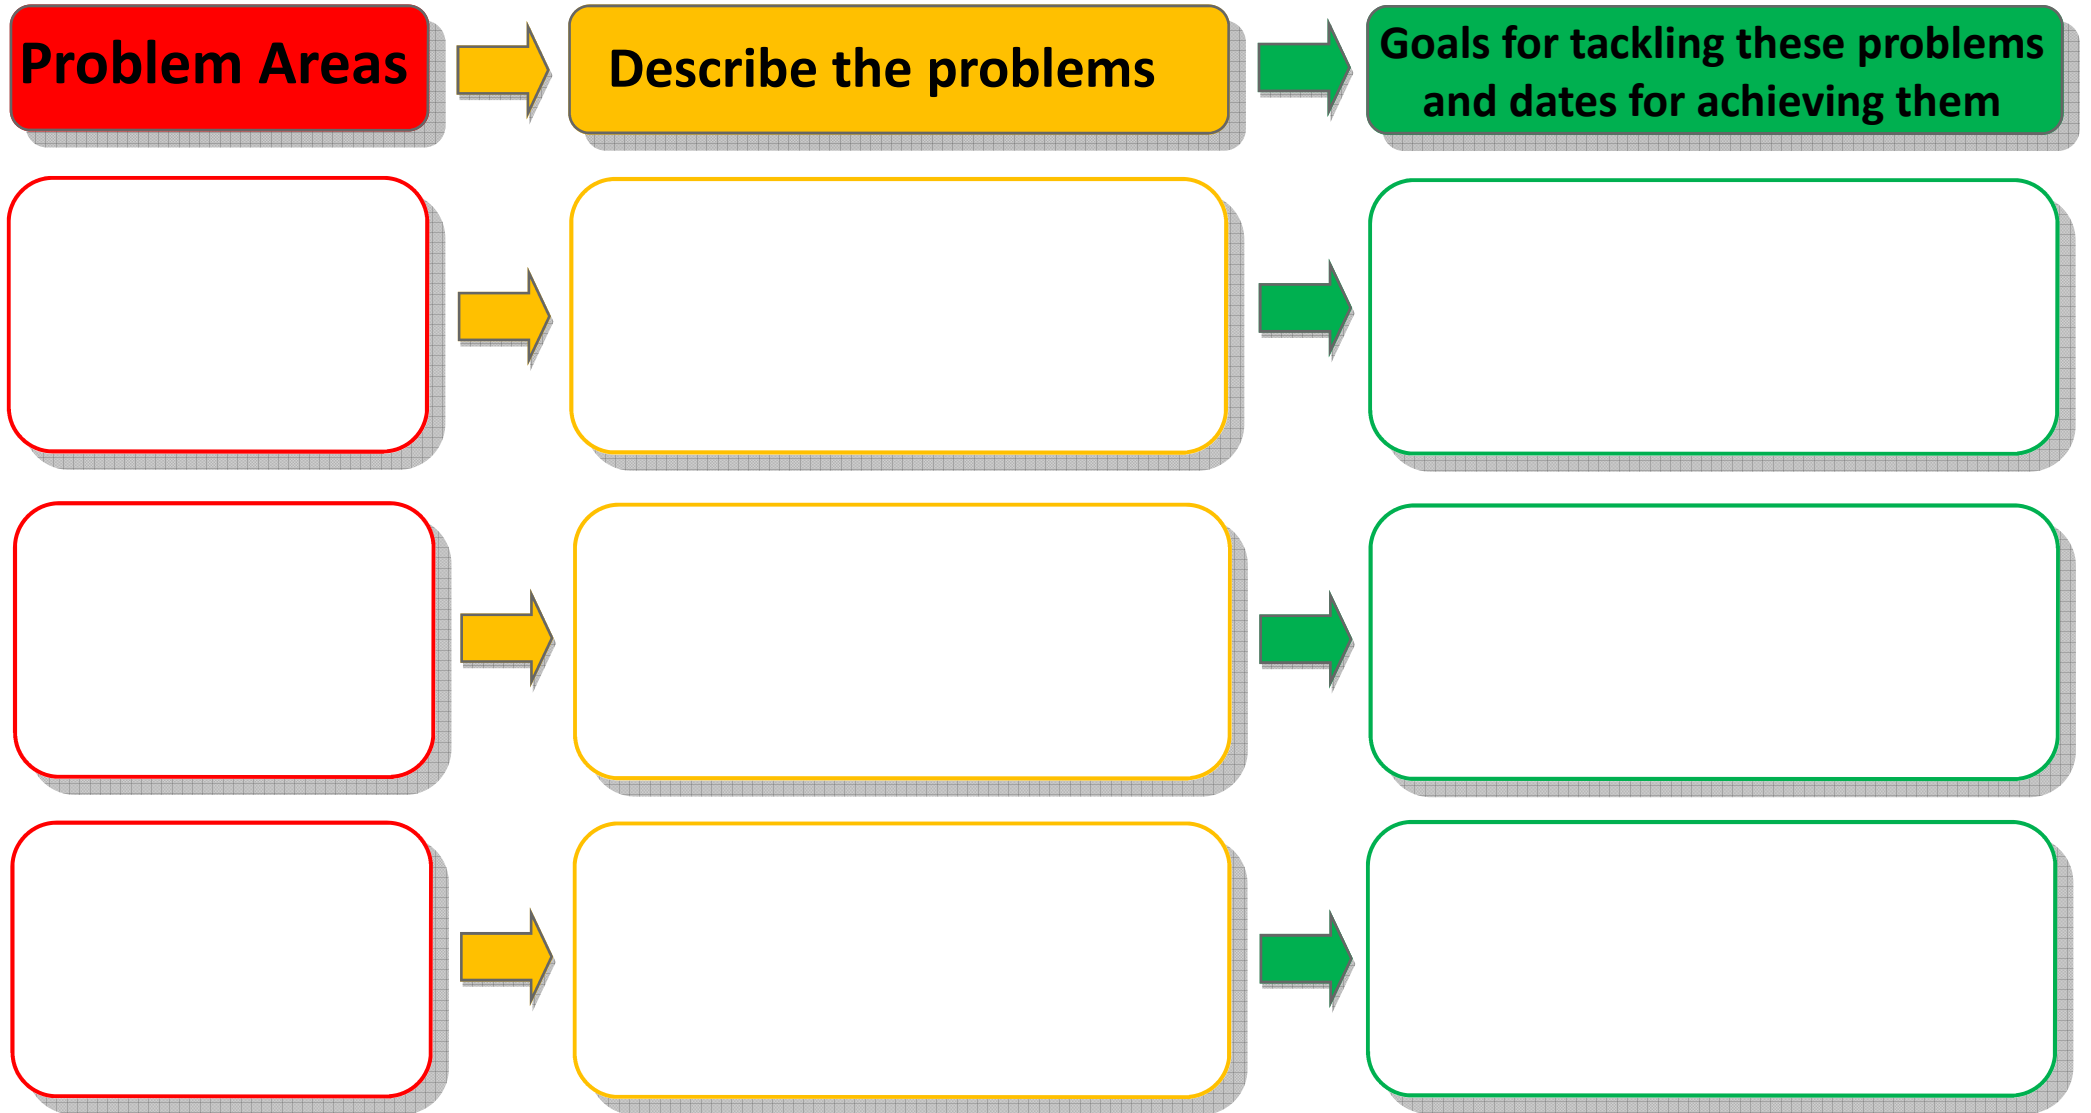 Problem Areas
Describe the problems
Goals for tackling these problems
and dates for achieving them